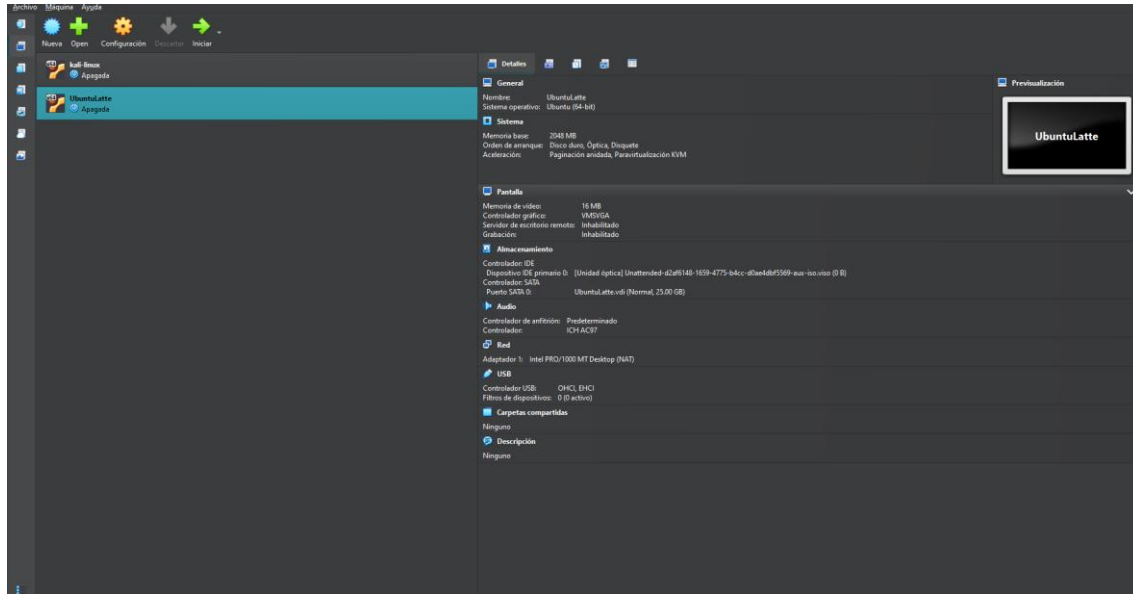 Archivo Máquina Ayuda
Nueva Open Configuración Descartar Iniciar
kali-linux
Apagada
UbuntuLatte
Apagada
Detalles
General
Nombre: UbuntuLatte
Sistema operativo: Ubuntu (64-bit)
Previsualización
UbuntuLatte
Sistema
Memoria base: 2048 MB
Orden de arranque: Disco duro, Óptica, Disquete
Aceleración: Paginación anidada, Paravirtualización KVM
Pantalla
Memoria de vídeo: 16 MB
Controlador gráfico: VMSVGA
Servidor de escritorio remoto: Inhabilitado
Grabación: Inhabilitado
Almacenamiento
Controlador: IDE
Dispositivo IDE primario 0: [Unidad óptica] Unattended-d2af6148-1659-4775-b4cc-d0ae4dbf5569-aux-iso.viso (0 B)
Controlador: SATA
Puerto SATA 0: UbuntuLatte.vdi (Normal, 25.00 GB)
Audio
Controlador de anfitrión: Predeterminado
Controlador: ICH AC97
Red
Adaptador 1: Intel PRO/1000 MT Desktop (NAT)
USB
Controlador USB: OHCI, EHCI
Filtros de dispositivos: 0 (0 activo)
Carpetas compartidas
Ninguno
Descripción
Ninguno